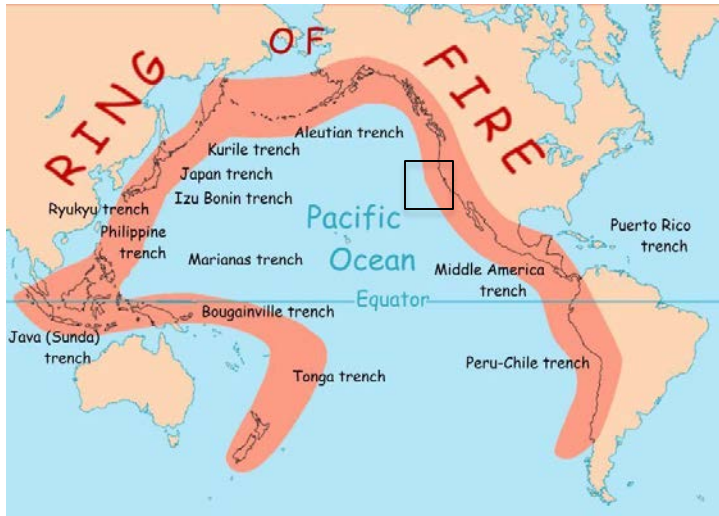 RING OF FIRE
Aleutian trench
Kurile trench
Japan trench
Izu Bonin trench
Ryukyu trench
Philippine
trench
Marianas trench
Pacific
Ocean
Equator
Puerto Rico
trench
Middle America
trench
Bougainville trench
Java (Sunda)
trench
Tonga trench
Peru-Chile trench